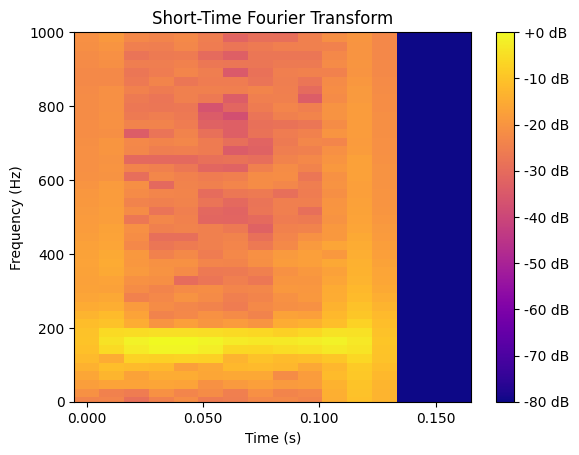 Short-Time Fourier Transform
1000
800
600
400
200
0
Frequency (Hz)
0.000
0.050
0.100
0.150
Time (s)
+0 dB
-10 dB
-20 dB
-30 dB
-40 dB
-50 dB
-60 dB
-70 dB
-80 dB